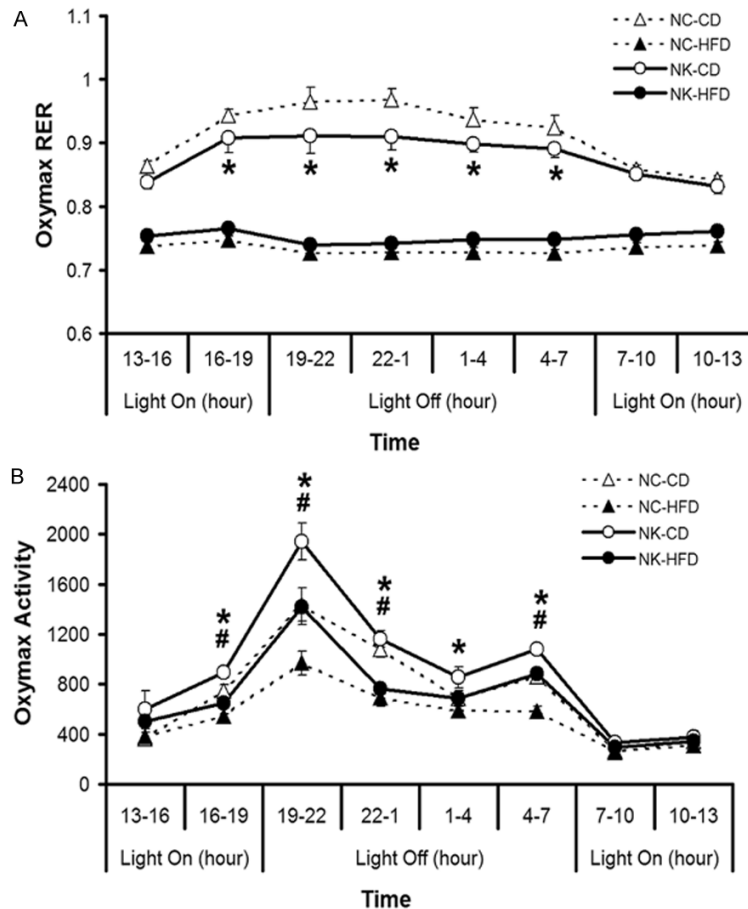 A
NC-CD
NC-HFD
NK-CD
NK-HFD
Oxymax RER
1.1
1
0.9
0.8
0.7
0.6
* * * * *
13-16 16-19 19-22 22-1 1-4 4-7 7-10 10-13
Light On (hour) Light Off (hour) Light On (hour)
Time
B
NC-CD
NC-HFD
NK-CD
NK-HFD
Oxymax Activity
2400
2000
1600
1200
800
400
0
* * * * *
# # # #
13-16 16-19 19-22 22-1 1-4 4-7 7-10 10-13
Light On (hour) Light Off (hour) Light On (hour)
Time